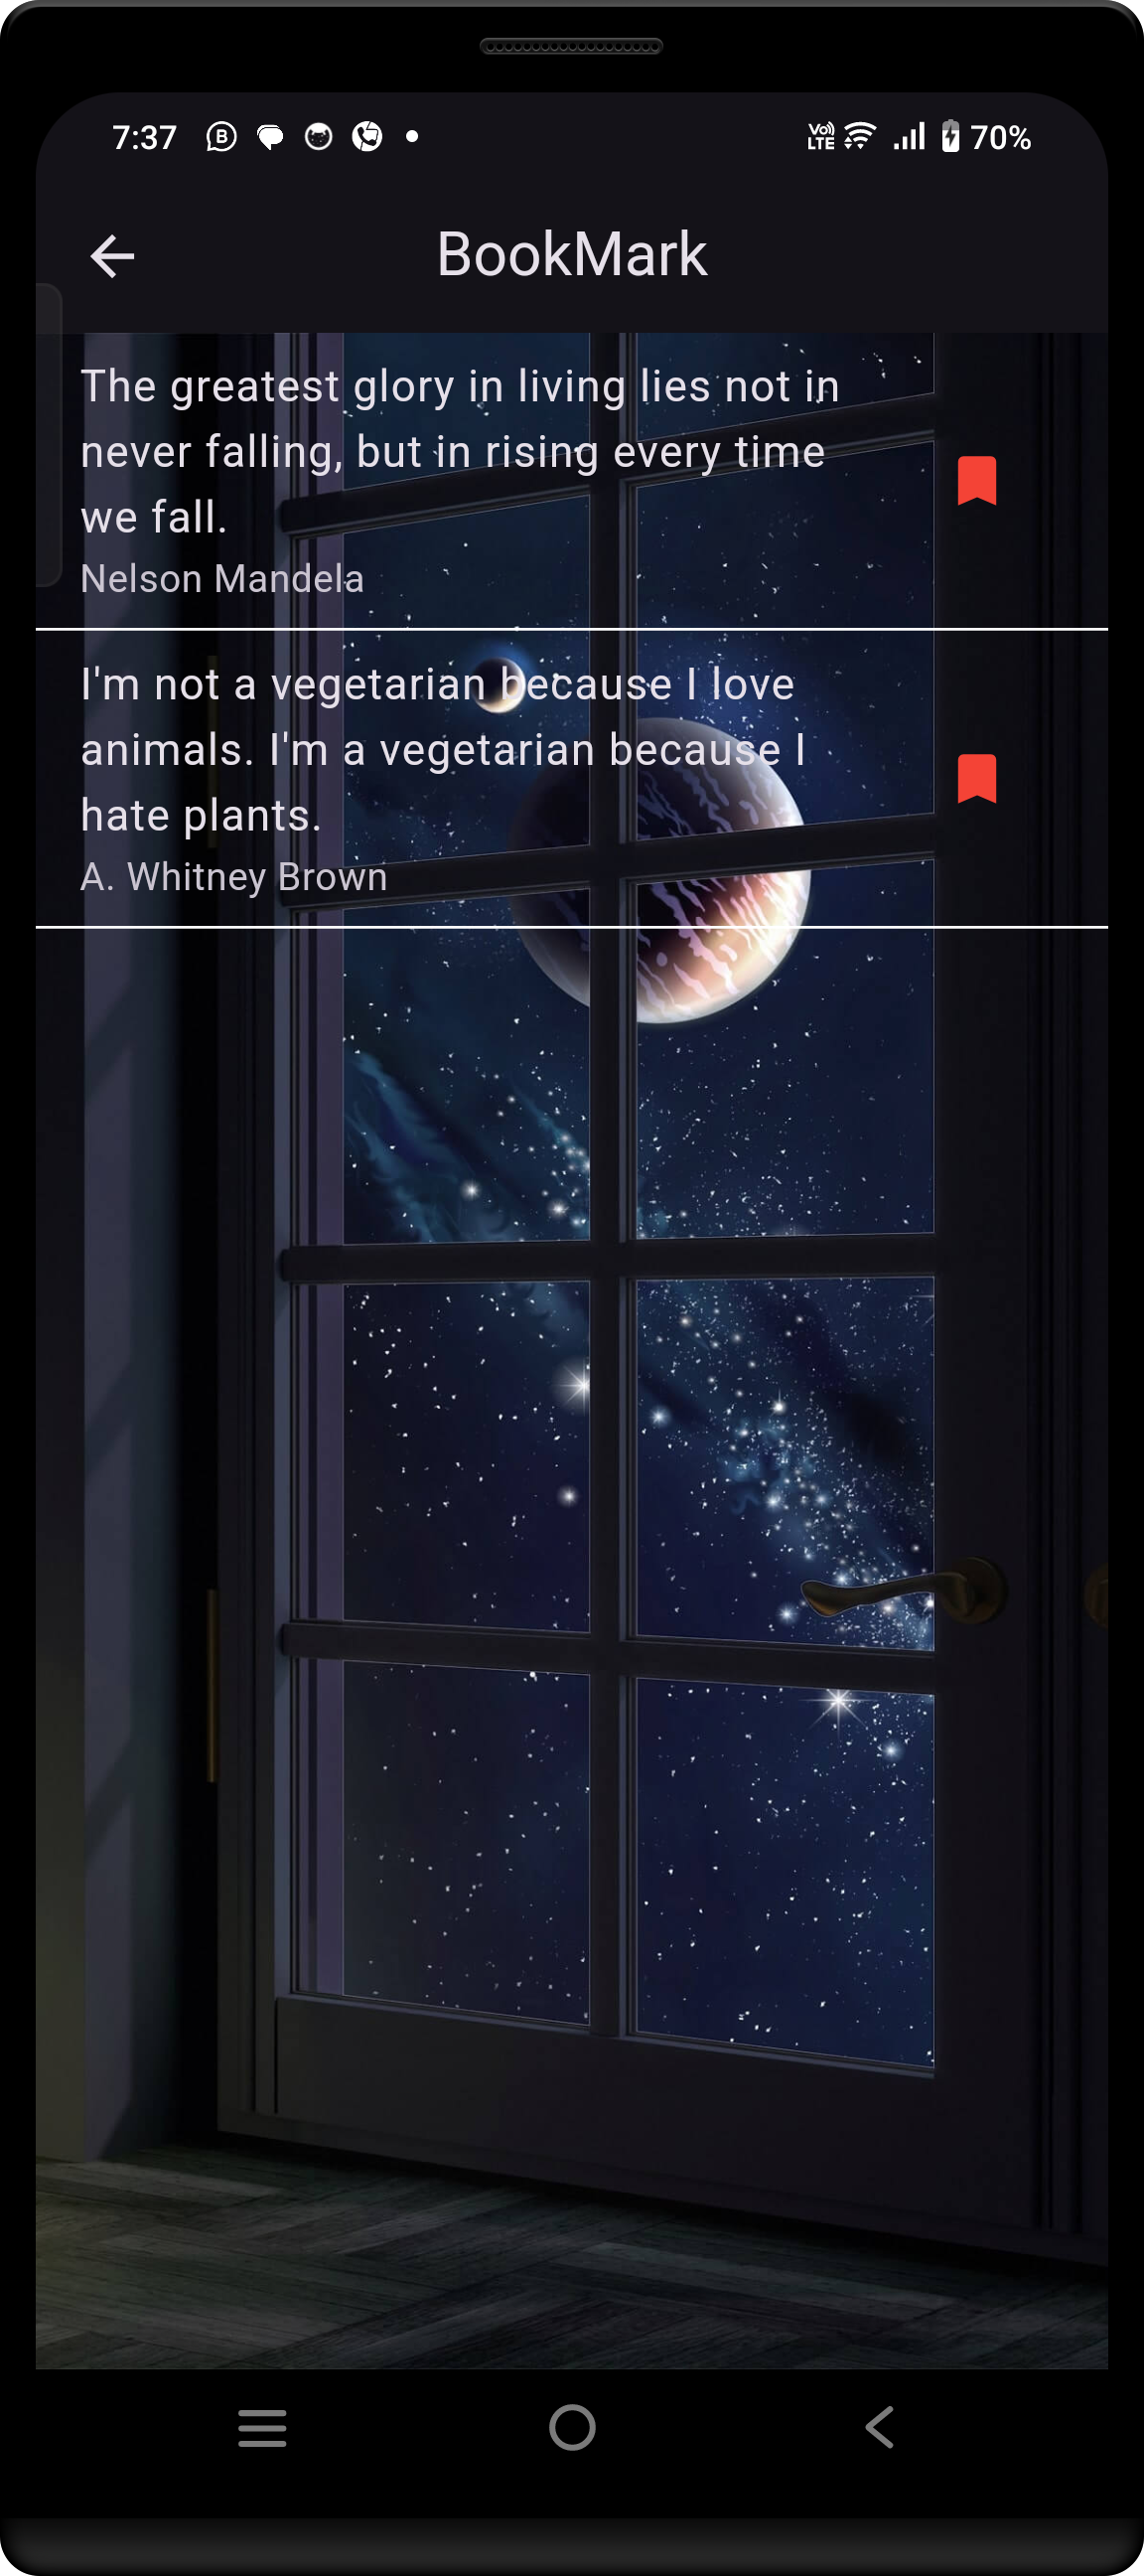 7:37 VoLTE 70%
BookMark
The greatest glory in living lies not in
never falling, but in rising every time
we fall.
Nelson Mandela
I'm not a vegetarian because I love
animals. I'm a vegetarian because I
hate plants.
A. Whitney Brown